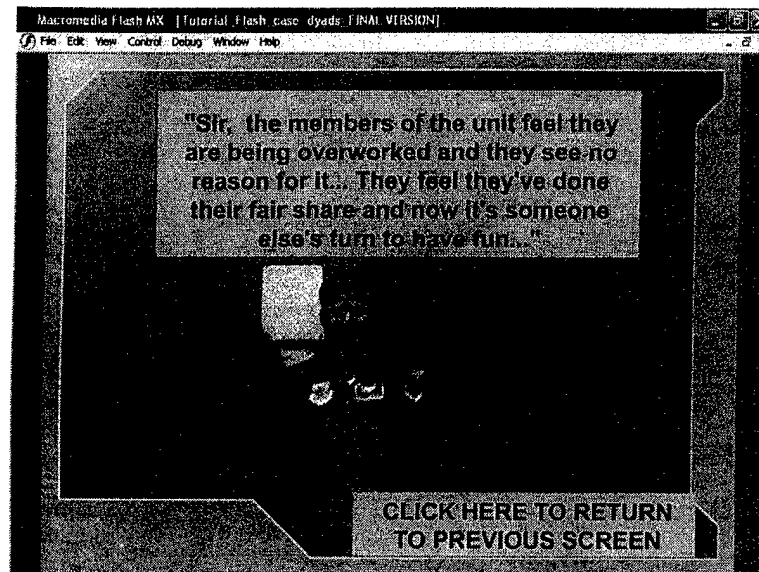 Macromedia Flash MX - [Tutorial_Flash_case_dyads_FINAL VERSION]
File Edit View Control Debug Window Help
"Sir, the members of the unit feel they
are being overworked and they see no
reason for it... They feel they've done
their fair share and now it's someone
else's turn to have fun..."
CLICK HERE TO RETURN
TO PREVIOUS SCREEN